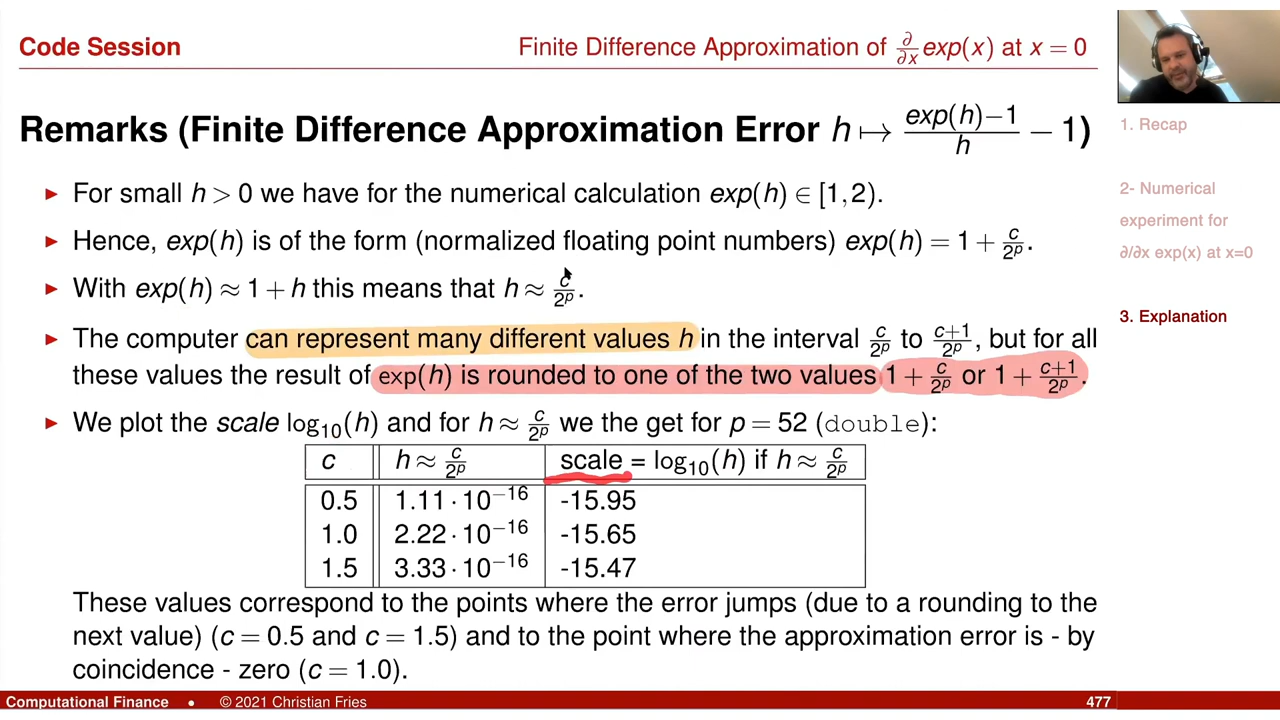 Code Session
Finite Difference Approximation of ∂/∂x exp(x) at x = 0
Remarks (Finite Difference Approximation Error h ↦ (exp(h)−1)/h − 1)
► For small h > 0 we have for the numerical calculation exp(h) ∈ [1,2).
► Hence, exp(h) is of the form (normalized floating point numbers) exp(h) = 1 + c/2^p.
► With exp(h) ≈ 1 + h this means that h ≈ c/2^p.
► The computer can represent many different values h in the interval c/2^p to (c+1)/2^p, but for all
these values the result of exp(h) is rounded to one of the two values 1 + c/2^p or 1 + (c+1)/2^p.
► We plot the scale log₁₀(h) and for h ≈ c/2^p we the get for p = 52 (double):
c h ≈ c/2^p scale = log₁₀(h) if h ≈ c/2^p
0.5 1.11 · 10⁻¹⁶ -15.95
1.0 2.22 · 10⁻¹⁶ -15.65
1.5 3.33 · 10⁻¹⁶ -15.47
These values correspond to the points where the error jumps (due to a rounding to the
next value) (c = 0.5 and c = 1.5) and to the point where the approximation error is - by
coincidence - zero (c = 1.0).
1. Recap
2- Numerical
experiment for
∂/∂x exp(x) at x=0
3. Explanation
Computational Finance • © 2021 Christian Fries
477